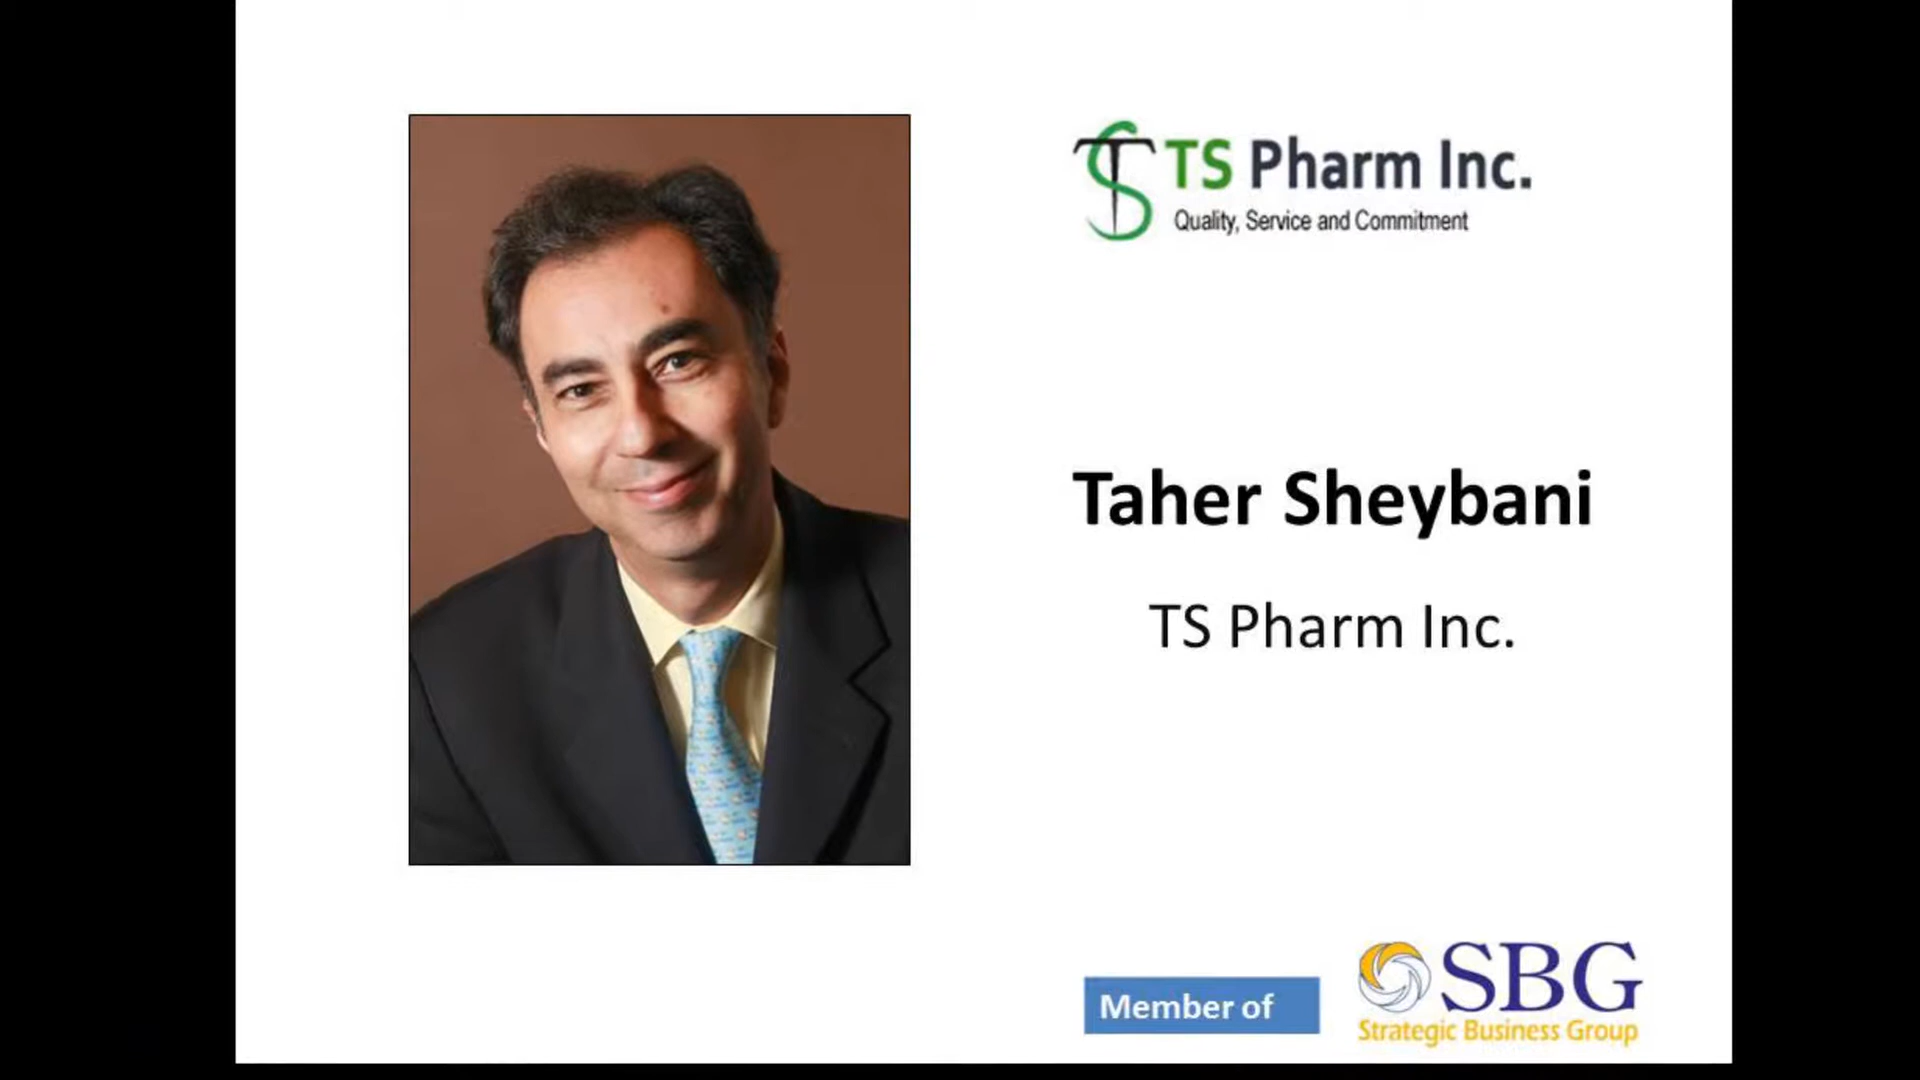 TS Pharm Inc.
Quality, Service and Commitment
Taher Sheybani
TS Pharm Inc.
Member of
SBG
Strategic Business Group